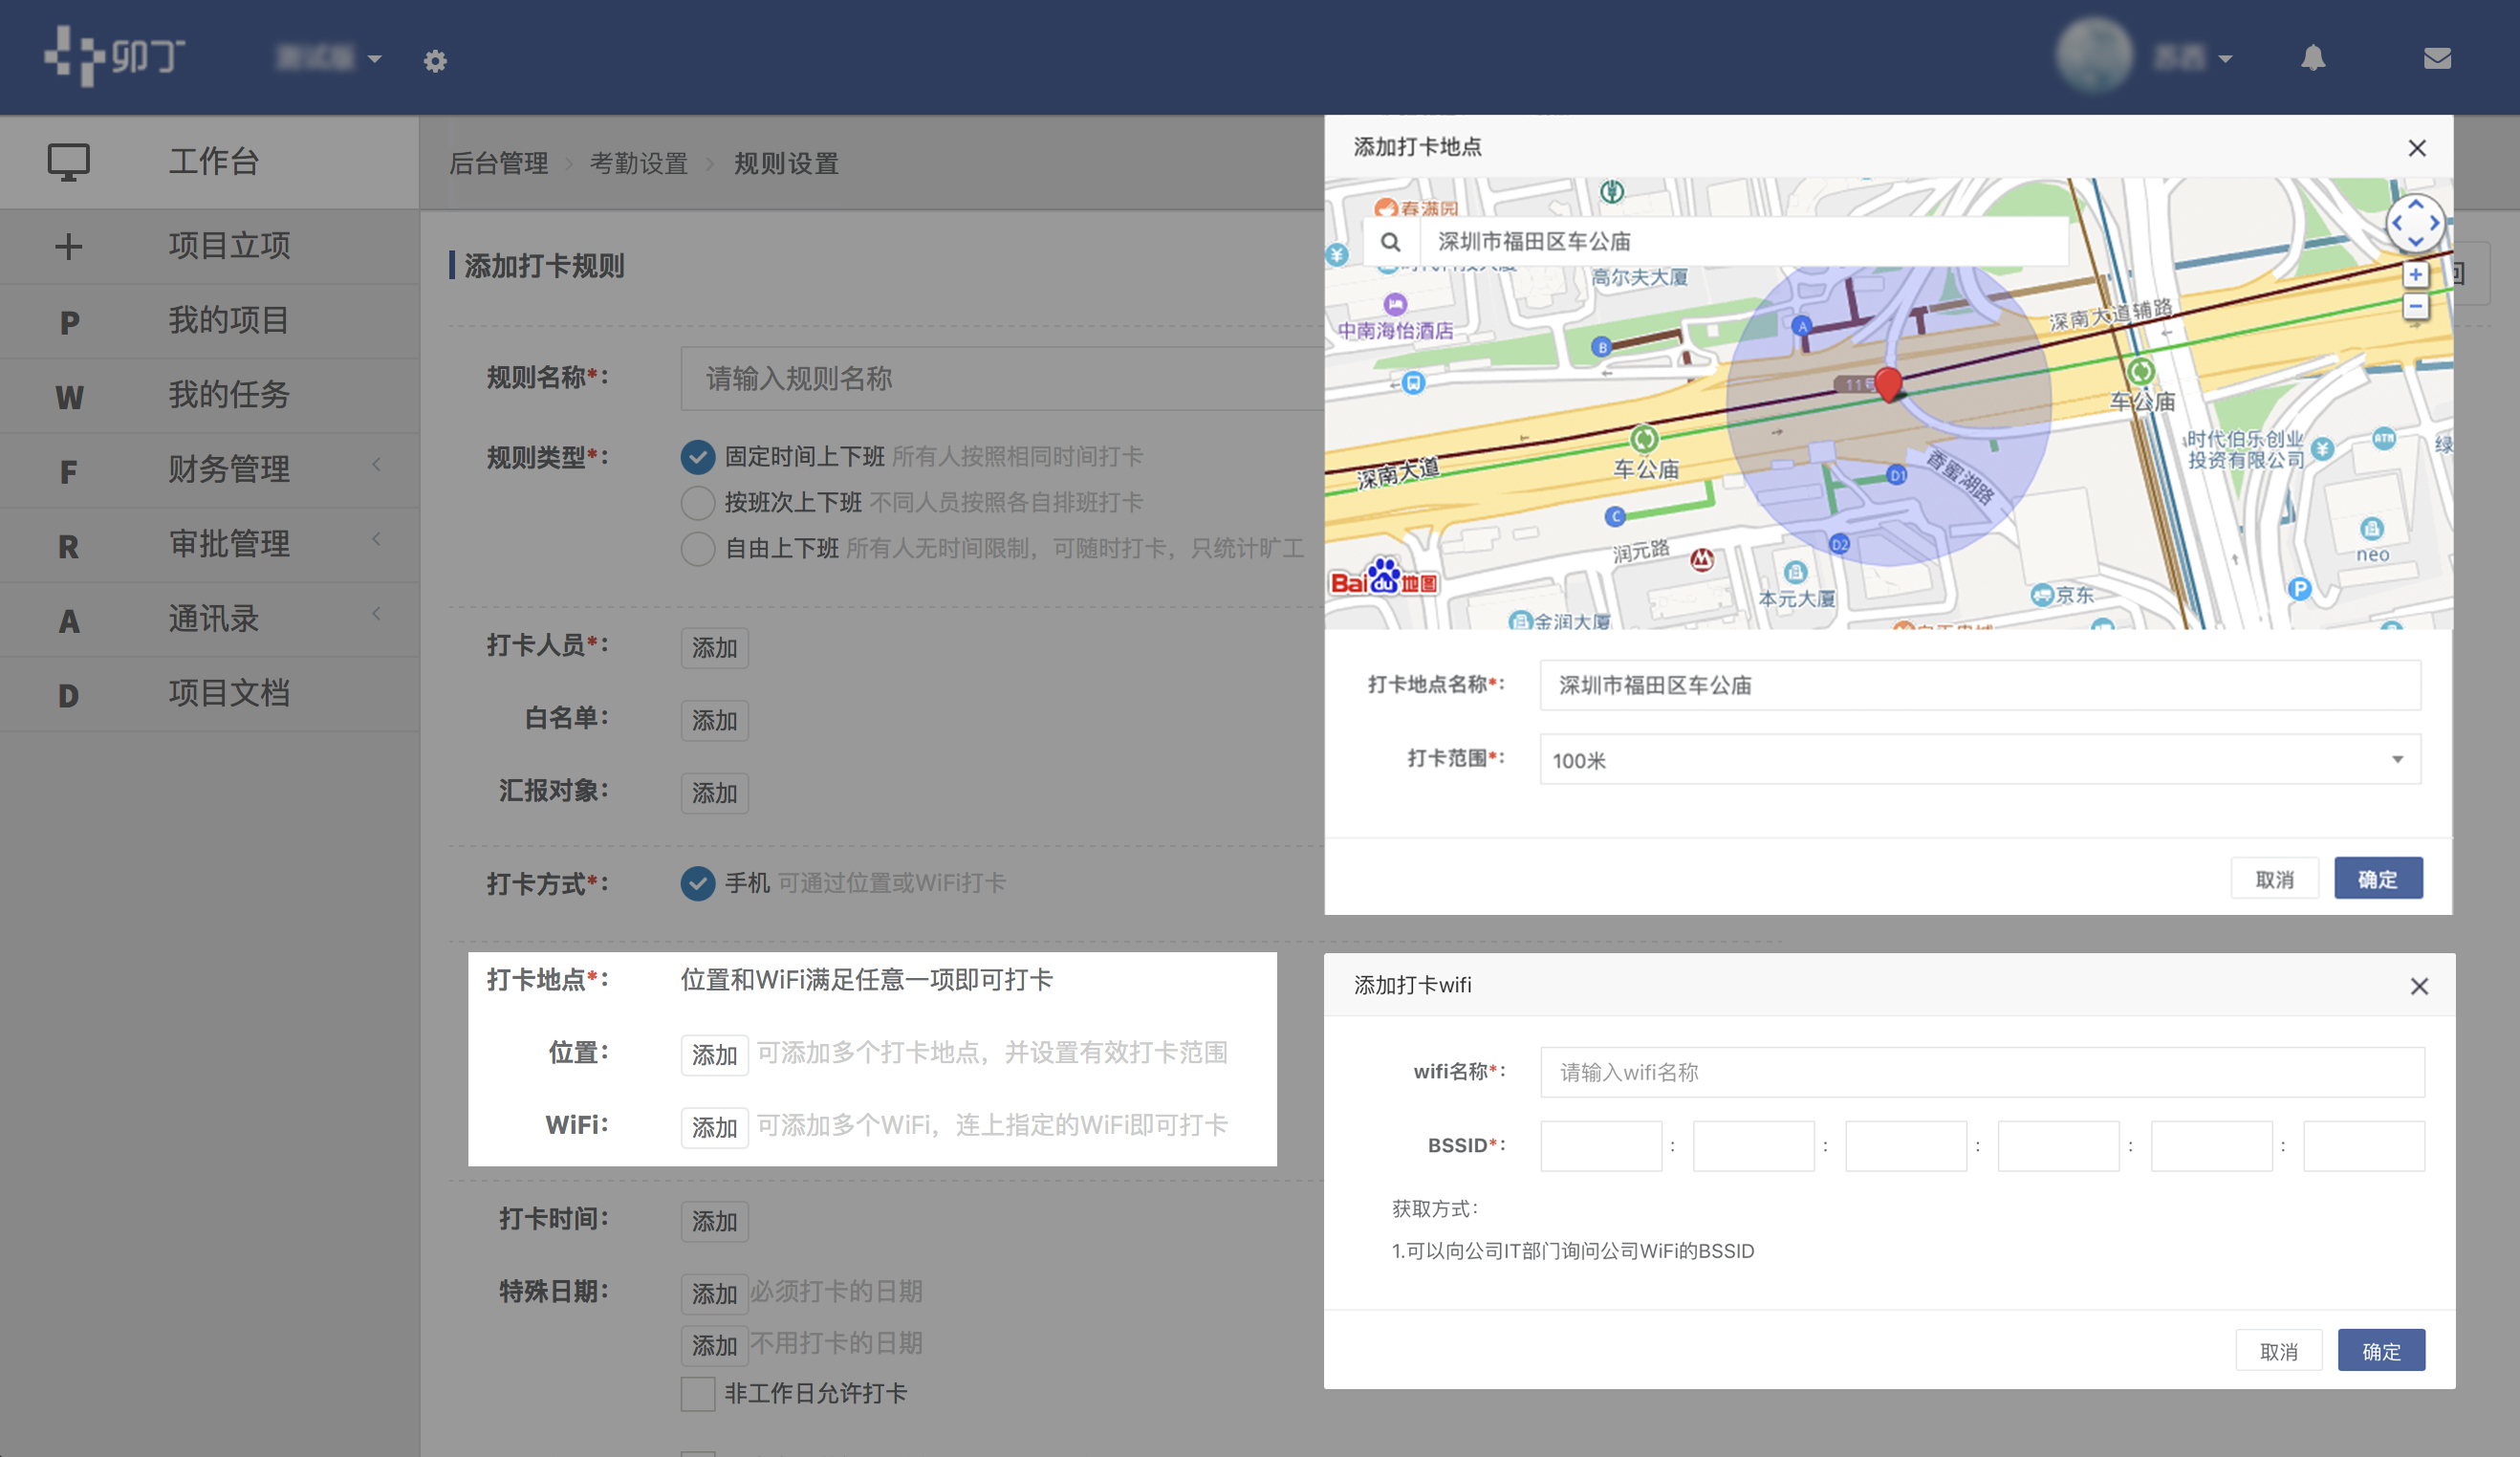 卯丁
工作台
项目立项
P 我的项目
W 我的任务
F 财务管理
R 审批管理
A 通讯录
D 项目文档
后台管理 > 考勤设置 > 规则设置
添加打卡规则
规则名称*： 请输入规则名称
规则类型*： 固定时间上下班 所有人按照相同时间打卡
按班次上下班 不同人员按照各自排班打卡
自由上下班 所有人无时间限制，可随时打卡，只统计旷工
打卡人员*： 添加
白名单： 添加
汇报对象： 添加
打卡方式*： 手机 可通过位置或WiFi打卡
打卡地点*： 位置和WiFi满足任意一项即可打卡
位置： 添加 可添加多个打卡地点，并设置有效打卡范围
WiFi： 添加 可添加多个WiFi，连上指定的WiFi即可打卡
打卡时间： 添加
特殊日期： 添加 必须打卡的日期
添加 不用打卡的日期
非工作日允许打卡
添加打卡地点
春满园
深圳市福田区车公庙
高尔夫大厦
中南海怡酒店
深南大道辅路
A
B
11号
车公庙
车公庙
深南大道
时代伯乐创业
投资有限公司
ATM
绿
D1
香蜜湖路
C
D2
润元路
neo
P
Bai du 地图
本元大厦
京东
金润大厦
打卡地点名称*： 深圳市福田区车公庙
打卡范围*： 100米
取消 确定
添加打卡wifi
wifi名称*： 请输入wifi名称
BSSID*： : : : : :
获取方式：
1.可以向公司IT部门询问公司WiFi的BSSID
取消 确定